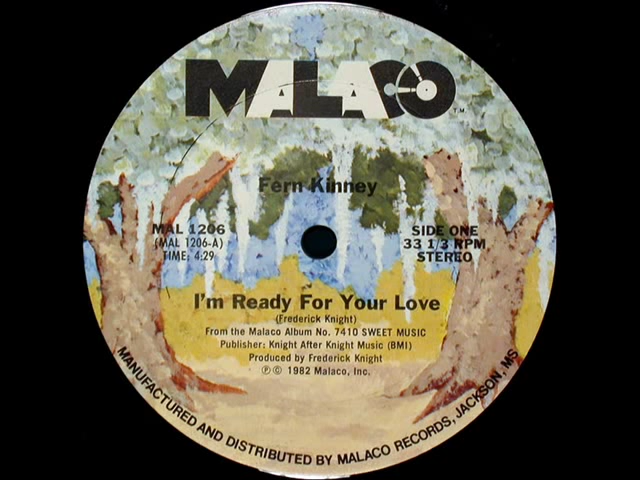 MALACO
T.M.
Fern Kinney
MAL 1206
(MAL 1206-A)
TIME: 4:29
SIDE ONE
33 1/3 RPM
STEREO
I'm Ready For Your Love
(Frederick Knight)
From the Malaco Album No. 7410 SWEET MUSIC
Publisher: Knight After Knight Music (BMI)
Produced by Frederick Knight
℗ © 1982 Malaco, Inc.
MANUFACTURED AND DISTRIBUTED BY MALACO RECORDS, JACKSON, MS